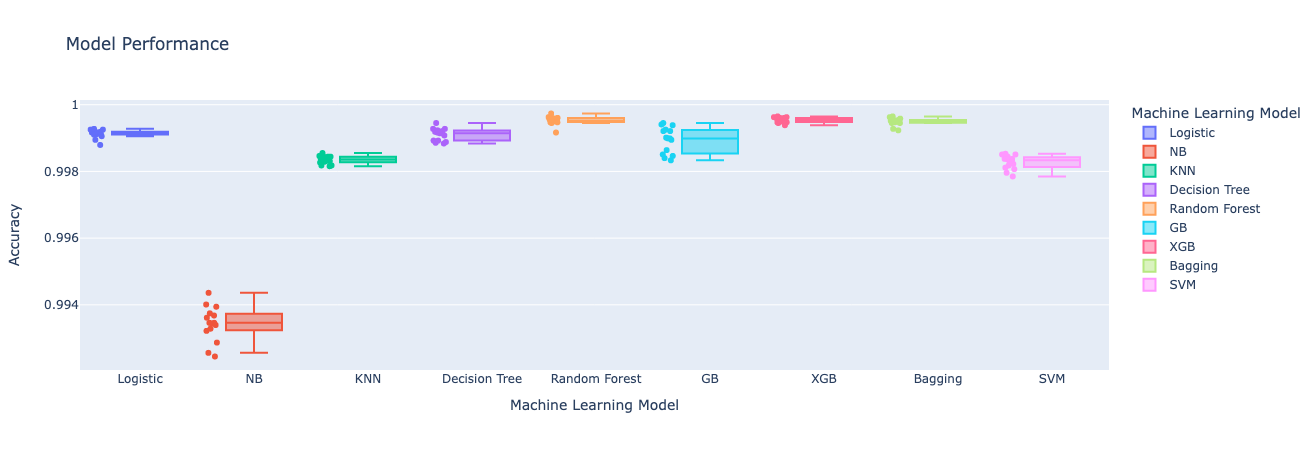 Model Performance
1
0.998
0.996
0.994
Accuracy
Logistic NB KNN Decision Tree Random Forest GB XGB Bagging SVM
Machine Learning Model
Machine Learning Model
Logistic
NB
KNN
Decision Tree
Random Forest
GB
XGB
Bagging
SVM